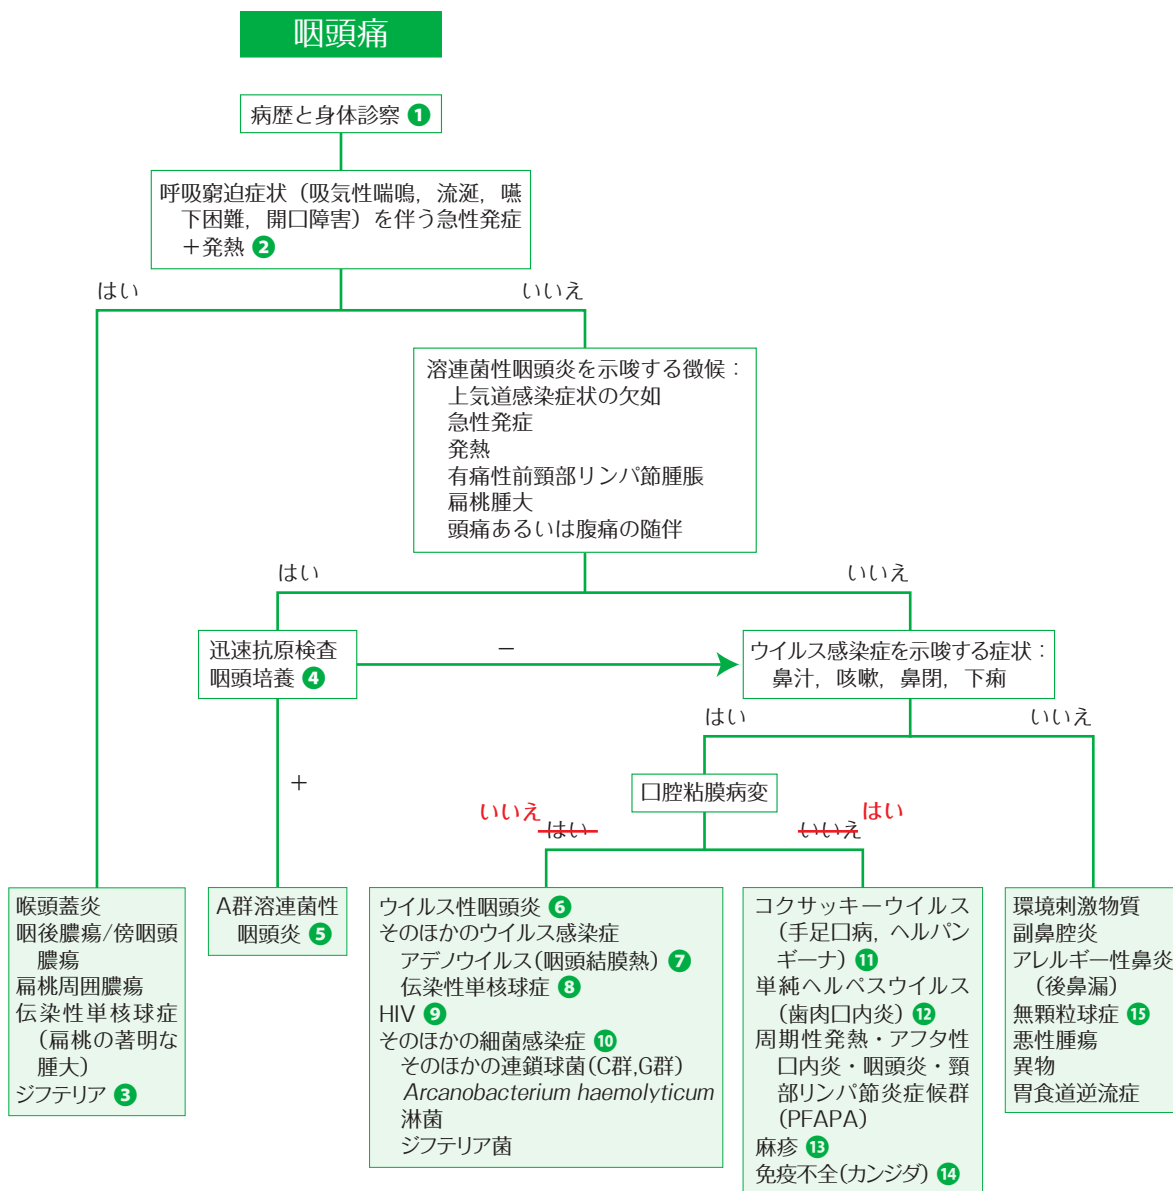 咽頭痛
病歴と身体診察 ❶
呼吸窮迫症状（吸気性喘鳴，流涎，嚥
下困難，開口障害）を伴う急性発症
＋発熱 ❷
はい
いいえ
溶連菌性咽頭炎を示唆する徴候：
上気道感染症状の欠如
急性発症
発熱
有痛性前頸部リンパ節腫脹
扁桃腫大
頭痛あるいは腹痛の随伴
はい
いいえ
迅速抗原検査
咽頭培養 ❹
−
ウイルス感染症を示唆する症状：
鼻汁，咳嗽，鼻閉，下痢
はい
いいえ
＋
口腔粘膜病変
いいえ
はい
いいえ
はい
喉頭蓋炎
咽後膿瘍/傍咽頭
膿瘍
扁桃周囲膿瘍
伝染性単核球症
（扁桃の著明な
腫大）
ジフテリア ❸
A群溶連菌性
咽頭炎 ❺
ウイルス性咽頭炎 ❻
そのほかのウイルス感染症
アデノウイルス(咽頭結膜熱) ❼
伝染性単核球症 ❽
HIV ❾
そのほかの細菌感染症 ❿
そのほかの連鎖球菌(C群,G群)
Arcanobacterium haemolyticum
淋菌
ジフテリア菌
コクサッキーウイルス
（手足口病，ヘルパン
ギーナ）⓫
単純ヘルペスウイルス
（歯肉口内炎）⓬
周期性発熱・アフタ性
口内炎・咽頭炎・頸
部リンパ節炎症候群
(PFAPA)
麻疹 ⓭
免疫不全(カンジダ) ⓮
環境刺激物質
副鼻腔炎
アレルギー性鼻炎
（後鼻漏）
無顆粒球症 ⓯
悪性腫瘍
異物
胃食道逆流症